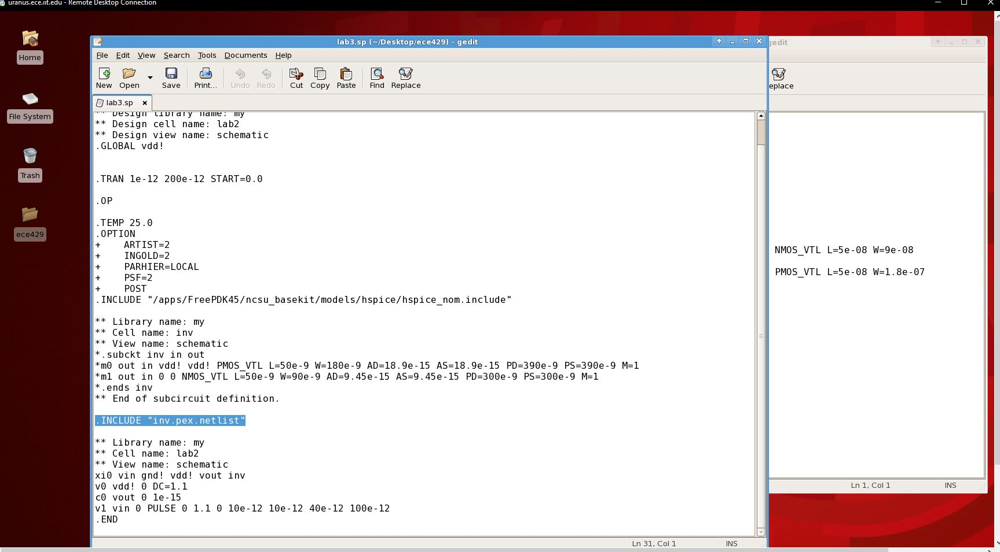 uranus.ece.iit.edu - Remote Desktop Connection
Home
File System
Trash
ece429
lab3.sp (~/Desktop/ece429) - gedit
File Edit View Search Tools Documents Help
New Open Save Print... Undo Redo Cut Copy Paste Find Replace
lab3.sp
** Design library name: my
** Design cell name: lab2
** Design view name: schematic
.GLOBAL vdd!
.TRAN 1e-12 200e-12 START=0.0
.OP
.TEMP 25.0
.OPTION
+    ARTIST=2
+    INGOLD=2
+    PARHIER=LOCAL
+    PSF=2
+    POST
.INCLUDE "/apps/FreePDK45/ncsu_basekit/models/hspice/hspice_nom.include"
** Library name: my
** Cell name: inv
** View name: schematic
*.subckt inv in out
*m0 out in vdd! vdd! PMOS_VTL L=50e-9 W=180e-9 AD=18.9e-15 AS=18.9e-15 PD=390e-9 PS=390e-9 M=1
*m1 out in 0 0 NMOS_VTL L=50e-9 W=90e-9 AD=9.45e-15 AS=9.45e-15 PD=300e-9 PS=300e-9 M=1
*.ends inv
** End of subcircuit definition.
.INCLUDE "inv.pex.netlist"
** Library name: my
** Cell name: lab2
** View name: schematic
xi0 vin gnd! vdd! vout inv
v0 vdd! 0 DC=1.1
c0 vout 0 1e-15
v1 vin 0 PULSE 0 1.1 0 10e-12 10e-12 40e-12 100e-12
.END
Ln 31, Col 1 INS
gedit
eplace
NMOS_VTL L=5e-08 W=9e-08
PMOS_VTL L=5e-08 W=1.8e-07
Ln 1, Col 1 INS